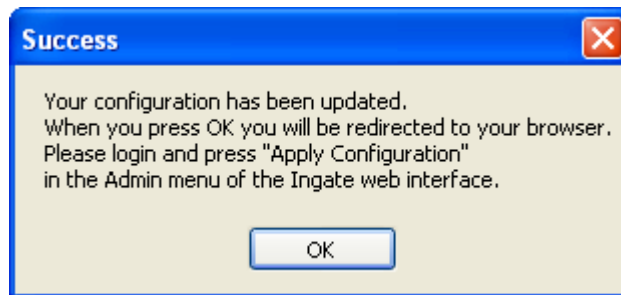 Success
Your configuration has been updated.
When you press OK you will be redirected to your browser.
Please login and press "Apply Configuration"
in the Admin menu of the Ingate web interface.
OK